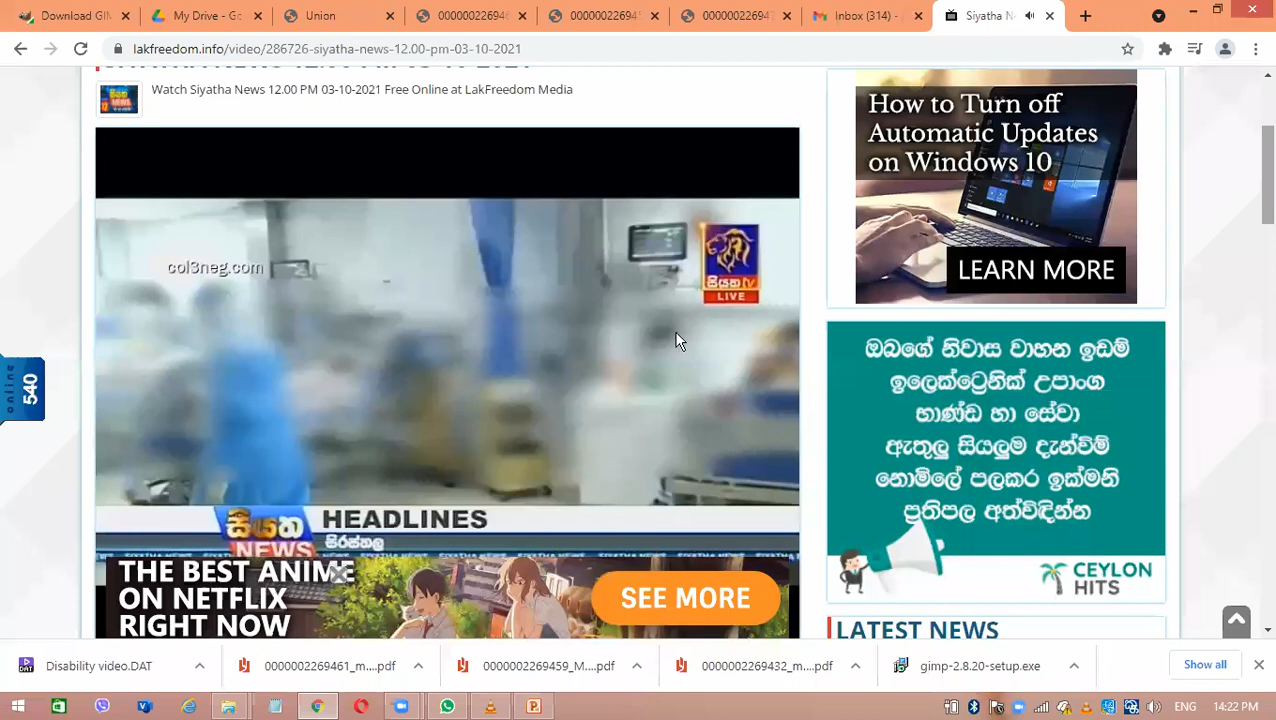 Download GIM
My Drive - Go
Union
00000022694
00000022694
00000022694
Inbox (314) -
Siyatha N
lakfreedom.info/video/286726-siyatha-news-12.00-pm-03-10-2021
Watch Siyatha News 12.00 PM 03-10-2021 Free Online at LakFreedom Media
col3neg.com
සියත tv
LIVE
online
540
සියත
NEWS
HEADLINES
සිරස්තල
THE BEST ANIME
ON NETFLIX
RIGHT NOW
SEE MORE
How to Turn off
Automatic Updates
on Windows 10
LEARN MORE
ඔබගේ නිවාස වාහන ඉඩම්
ඉලෙක්ට්‍රොනික් උපාංග
භාණ්ඩ හා සේවා
ඇතුලු සියලුම දැන්වීම්
නොමිලේ පලකර ඉක්මනි
ප්‍රතිපල අත්විඳින්න
CEYLON
HITS
LATEST NEWS
Disability video.DAT
0000002269461_m....pdf
0000002269459_M....pdf
0000002269432_m....pdf
gimp-2.8.20-setup.exe
Show all
ENG
14:22 PM